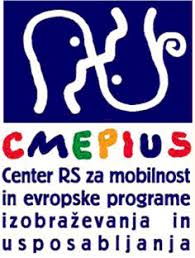 CMEPIUS
Center RS za mobilnost
in evropske programe
izobraževanja in
usposabljanja